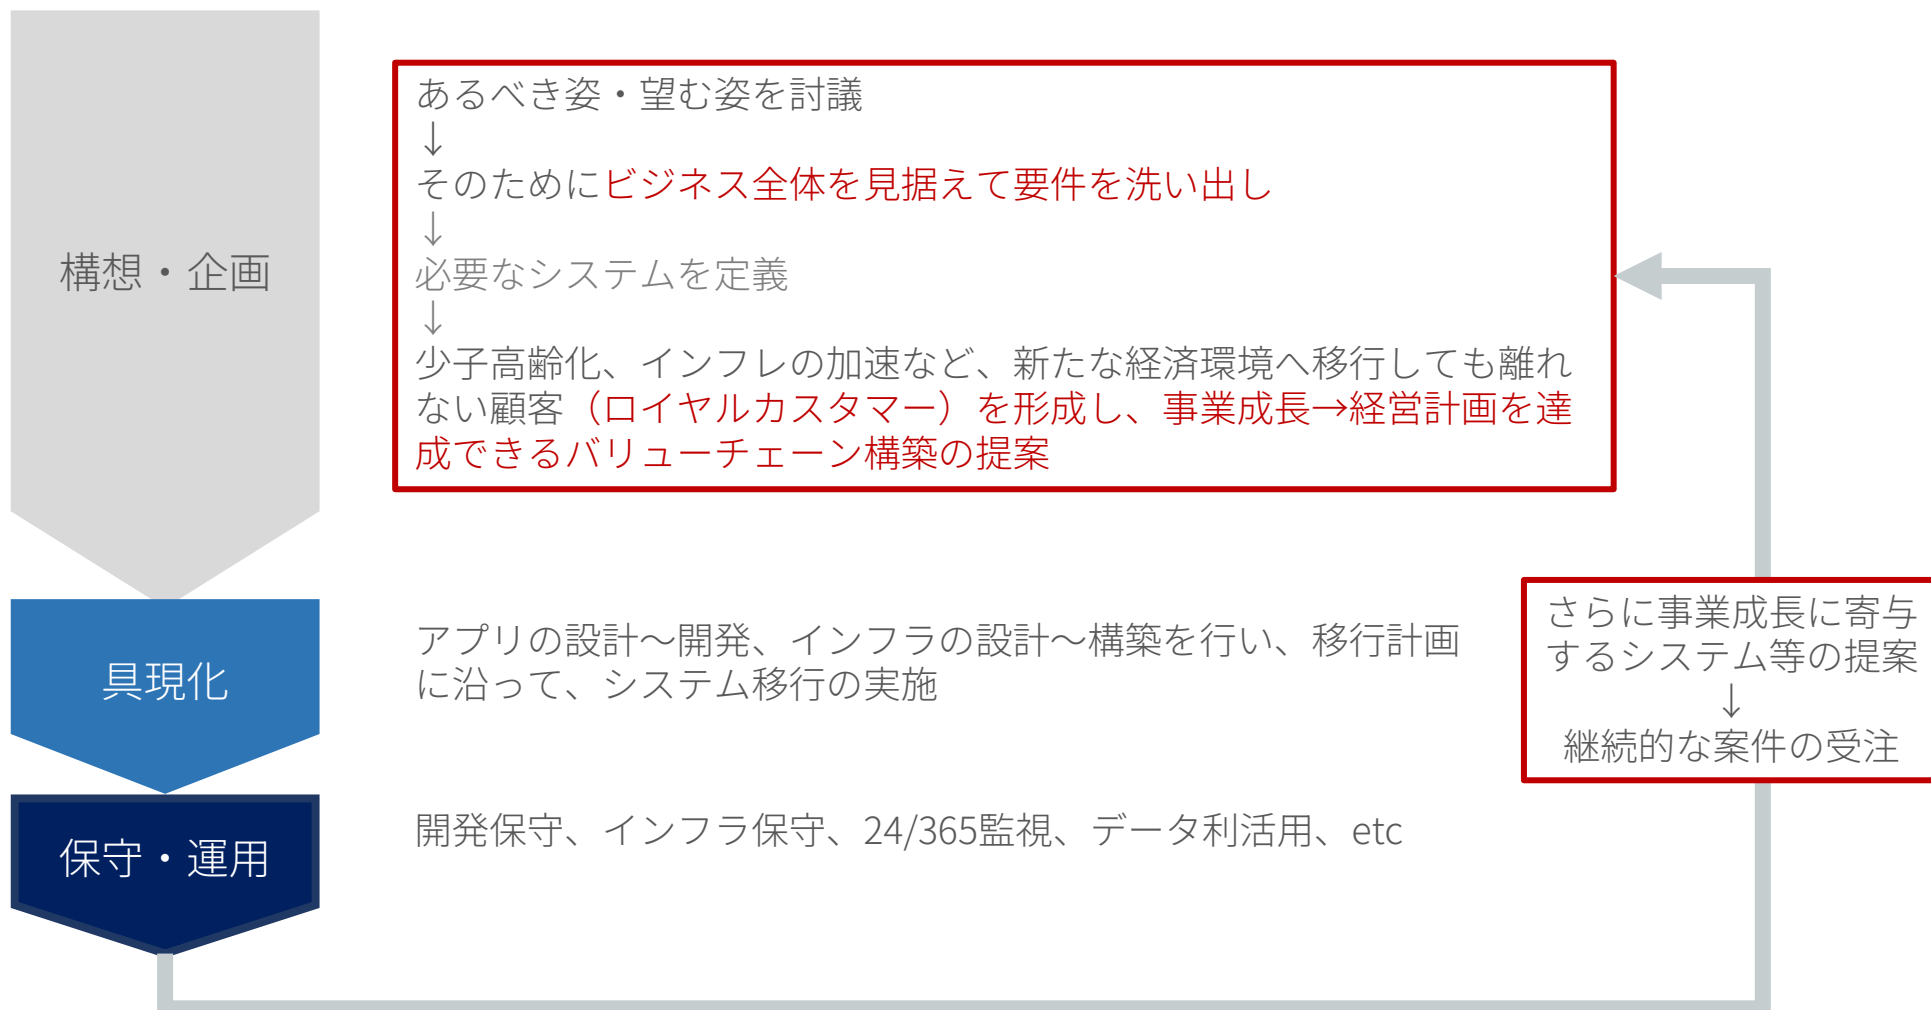 構想・企画
あるべき姿・望む姿を討議
↓
そのためにビジネス全体を見据えて要件を洗い出し
↓
必要なシステムを定義
↓
少子高齢化、インフレの加速など、新たな経済環境へ移行しても離れ
ない顧客（ロイヤルカスタマー）を形成し、事業成長→経営計画を達
成できるバリューチェーン構築の提案
具現化
アプリの設計～開発、インフラの設計～構築を行い、移行計画
に沿って、システム移行の実施
さらに事業成長に寄与
するシステム等の提案
↓
継続的な案件の受注
保守・運用
開発保守、インフラ保守、24/365監視、データ利活用、etc